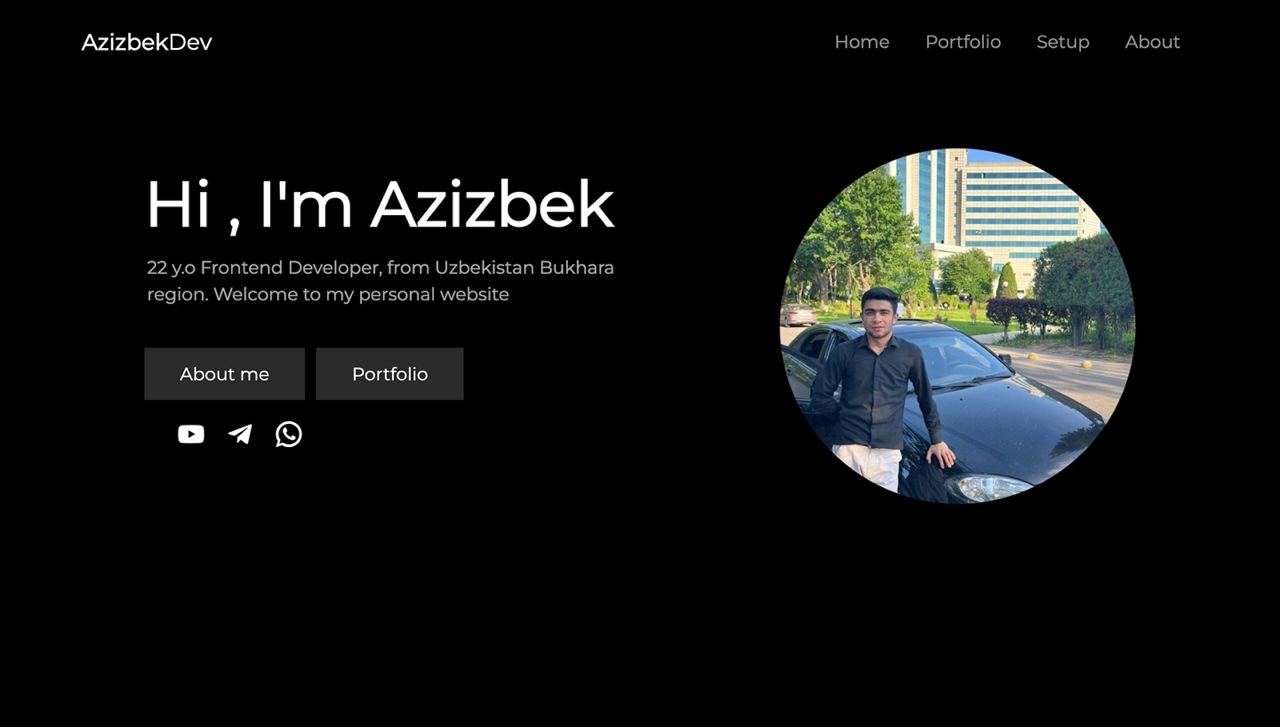 AzizbekDev
Home Portfolio Setup About
Hi , I'm Azizbek
22 y.o Frontend Developer, from Uzbekistan Bukhara
region. Welcome to my personal website
About me Portfolio